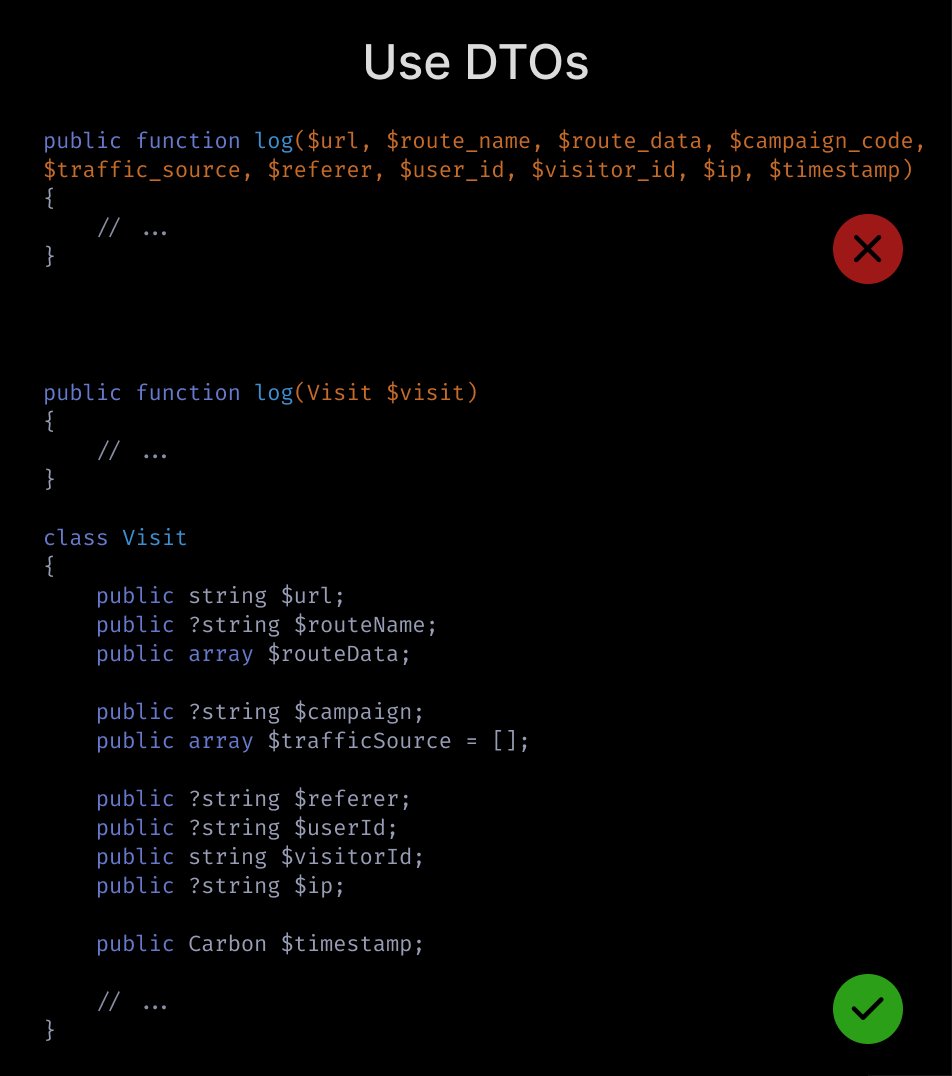 Use DTOs
public function log($url, $route_name, $route_data, $campaign_code,
$traffic_source, $referer, $user_id, $visitor_id, $ip, $timestamp)
{
    // ...
}
public function log(Visit $visit)
{
    // ...
}
class Visit
{
    public string $url;
    public ?string $routeName;
    public array $routeData;
    public ?string $campaign;
    public array $trafficSource = [];
    public ?string $referer;
    public ?string $userId;
    public string $visitorId;
    public ?string $ip;
    public Carbon $timestamp;
    // ...
}